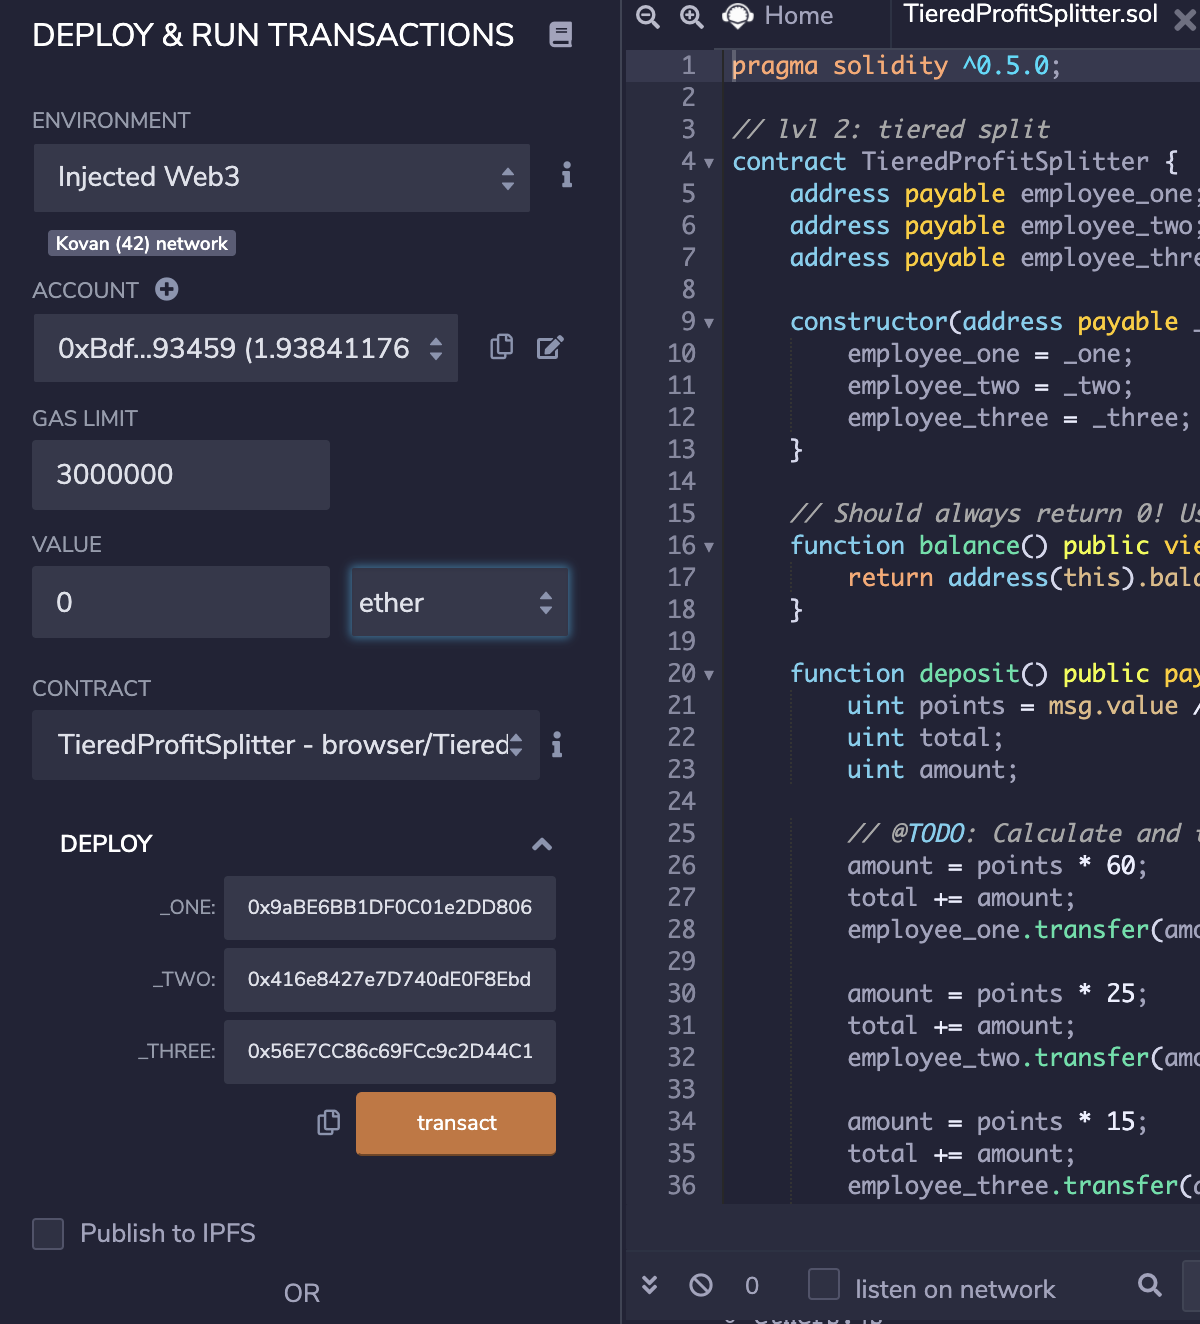 DEPLOY & RUN TRANSACTIONS
ENVIRONMENT
Injected Web3
Kovan (42) network
ACCOUNT
0xBdf...93459 (1.93841176
GAS LIMIT
3000000
VALUE
0
ether
CONTRACT
TieredProfitSplitter - browser/Tiered
DEPLOY
_ONE:
0x9aBE6BB1DF0C01e2DD806
_TWO:
0x416e8427e7D740dE0F8Ebd
_THREE:
0x56E7CC86c69FCc9c2D44C1
transact
Publish to IPFS
OR
Home
TieredProfitSplitter.sol
1 pragma solidity ^0.5.0;
2
3 // lvl 2: tiered split
4 contract TieredProfitSplitter {
5 address payable employee_one;
6 address payable employee_two;
7 address payable employee_thre
8
9 constructor(address payable _
10 employee_one = _one;
11 employee_two = _two;
12 employee_three = _three;
13 }
14
15 // Should always return 0! Us
16 function balance() public vie
17 return address(this).bala
18 }
19
20 function deposit() public pay
21 uint points = msg.value /
22 uint total;
23 uint amount;
24
25 // @TODO: Calculate and t
26 amount = points * 60;
27 total += amount;
28 employee_one.transfer(amo
29
30 amount = points * 25;
31 total += amount;
32 employee_two.transfer(amo
33
34 amount = points * 15;
35 total += amount;
36 employee_three.transfer(a
0
listen on network